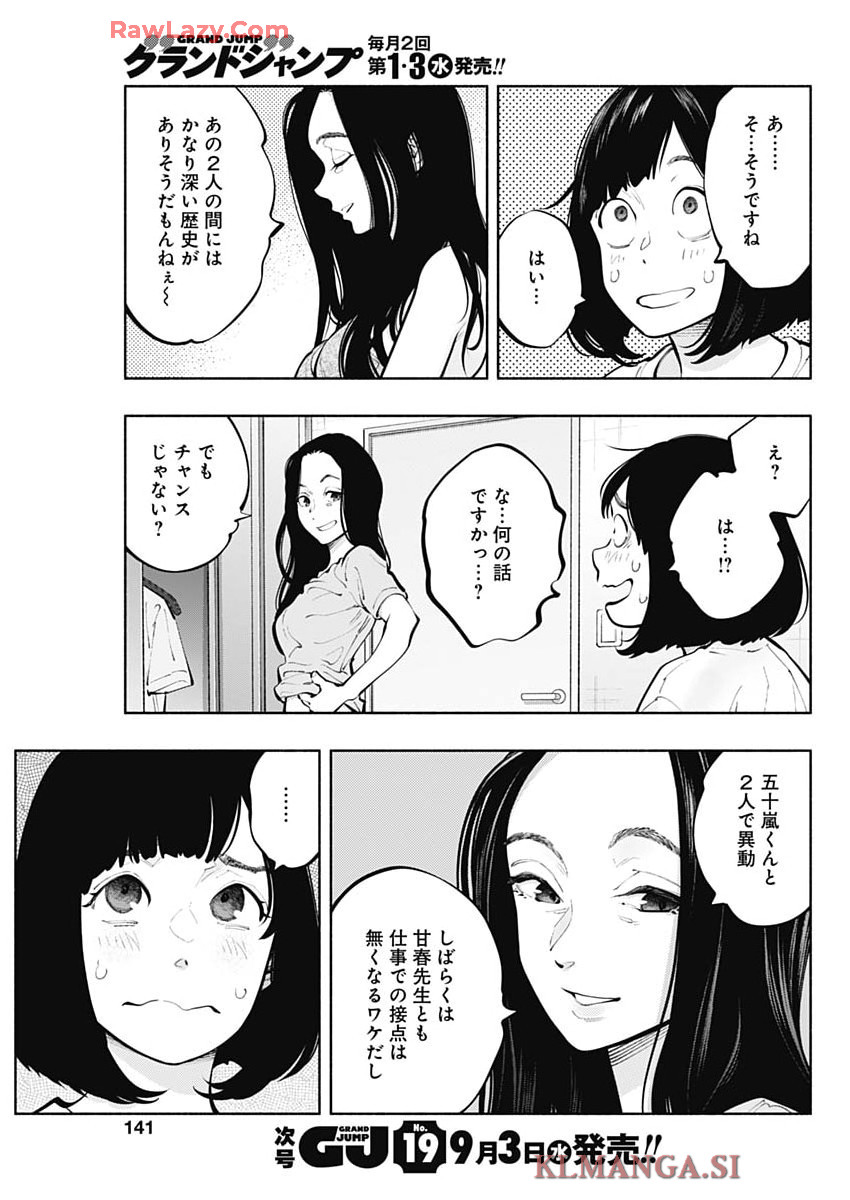 RawLazy.com
GRAND JUMP
グランドジャンプ
毎月2回
第1・3水発売!!
あ……
そ…そうですね
はい…
あの2人の間には
かなり深い歴史が
ありそうだもんねぇ〜
え?
は…!?
な…何の話
ですかっ…?
でも
チャンス
じゃない?
五十嵐くんと
2人で異動
しばらくは
甘春先生とも
仕事での接点は
無くなるワケだし
……
141
次号
GRAND JUMP
GJ
No.19
9月3日水発売!!
KLMANGA.SI